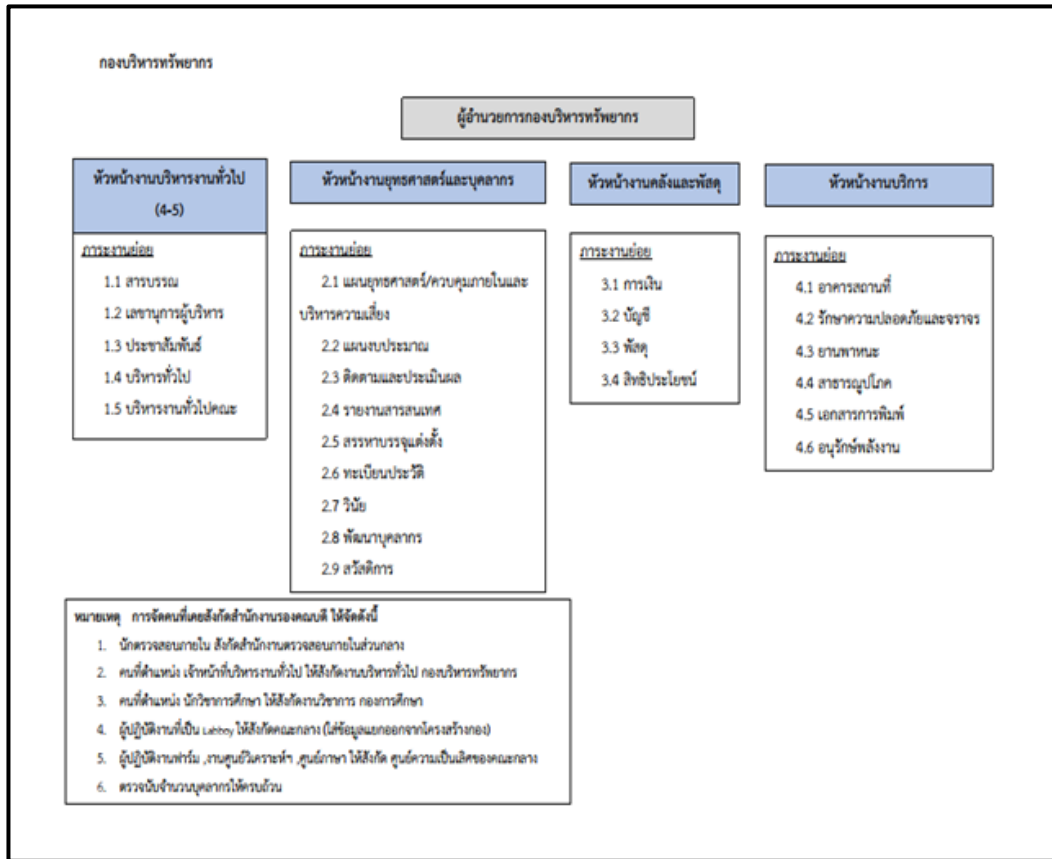 กองบริหารทรัพยากร
ผู้อำนวยการกองบริหารทรัพยากร
หัวหน้างานบริหารงานทั่วไป
(4-5)
ภาระงานย่อย
1.1 สารบรรณ
1.2 เลขานุการผู้บริหาร
1.3 ประชาสัมพันธ์
1.4 บริหารทั่วไป
1.5 บริหารงานทั่วไปคณะ
หัวหน้างานยุทธศาสตร์และบุคลากร
ภาระงานย่อย
2.1 แผนยุทธศาสตร์/ควบคุมภายในและ
บริหารความเสี่ยง
2.2 แผนงบประมาณ
2.3 ติดตามและประเมินผล
2.4 รายงานสารสนเทศ
2.5 สรรหาบรรจุแต่งตั้ง
2.6 ทะเบียนประวัติ
2.7 วินัย
2.8 พัฒนาบุคลากร
2.9 สวัสดิการ
หัวหน้างานคลังและพัสดุ
ภาระงานย่อย
3.1 การเงิน
3.2 บัญชี
3.3 พัสดุ
3.4 สิทธิประโยชน์
หัวหน้างานบริการ
ภาระงานย่อย
4.1 อาคารสถานที่
4.2 รักษาความปลอดภัยและจราจร
4.3 ยานพาหนะ
4.4 สาธารณูปโภค
4.5 เอกสารการพิมพ์
4.6 อนุรักษ์พลังงาน
หมายเหตุ การจัดคนที่เคยสังกัดสำนักงานรองคณบดี ให้จัดดังนี้
1. นักตรวจสอบภายใน สังกัดสำนักงานตรวจสอบภายในส่วนกลาง
2. คนที่ตำแหน่ง เจ้าหน้าที่บริหารงานทั่วไป ให้สังกัดงานบริหารทั่วไป กองบริหารทรัพยากร
3. คนที่ตำแหน่ง นักวิชาการศึกษา ให้สังกัดงานวิชาการ กองการศึกษา
4. ผู้ปฏิบัติงานที่เป็น Labboy ให้สังกัดคณะกลาง (ใส่ข้อมูลแยกออกจากโครงสร้างกอง)
5. ผู้ปฏิบัติงานฟาร์ม ,งานศูนย์วิเคราะห์ฯ ,ศูนย์ภาษา ให้สังกัด ศูนย์ความเป็นเลิศของคณะกลาง
6. ตรวจนับจำนวนบุคลากรให้ครบถ้วน